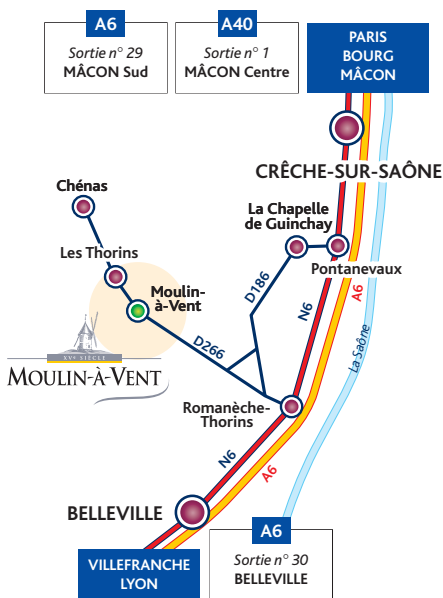 A6
Sortie n° 29
MÂCON Sud
A40
Sortie n° 1
MÂCON Centre
PARIS
BOURG
MÂCON
CRÊCHE-SUR-SAÔNE
Chénas
La Chapelle
de Guinchay
Les Thorins
Pontanevaux
Moulin-
à-Vent
D186
N6
A6
La Saône
D266
XVe SIÈCLE
MOULIN-À-VENT
Romanèche-
Thorins
N6
A6
BELLEVILLE
A6
Sortie n° 30
BELLEVILLE
VILLEFRANCHE
LYON